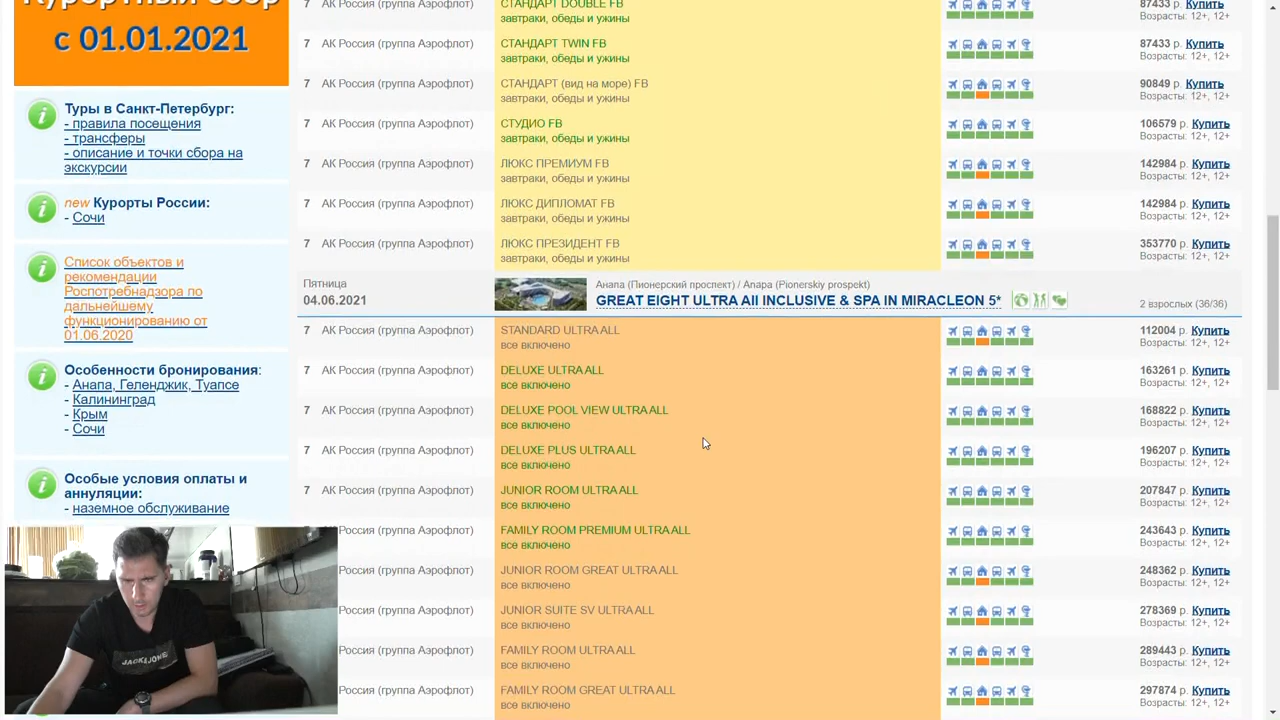 Курортный сбор
с 01.01.2021
Туры в Санкт-Петербург:
- правила посещения
- трансферы
- описание и точки сбора на
экскурсии
new Курорты России:
- Сочи
Список объектов и
рекомендации
Роспотребнадзора по
дальнейшему
функционированию от
01.06.2020
Особенности бронирования:
- Анапа, Геленджик, Туапсе
- Калининград
- Крым
- Сочи
Особые условия оплаты и
аннуляции:
- наземное обслуживание
JACK&JONES
7 АК Россия (группа Аэрофлот) СТАНДАРТ DOUBLE FB 87433 р. Купить
завтраки, обеды и ужины Возрасты: 12+, 12+
7 АК Россия (группа Аэрофлот) СТАНДАРТ TWIN FB 87433 р. Купить
завтраки, обеды и ужины Возрасты: 12+, 12+
7 АК Россия (группа Аэрофлот) СТАНДАРТ (вид на море) FB 90849 р. Купить
завтраки, обеды и ужины Возрасты: 12+, 12+
7 АК Россия (группа Аэрофлот) СТУДИО FB 106579 р. Купить
завтраки, обеды и ужины Возрасты: 12+, 12+
7 АК Россия (группа Аэрофлот) ЛЮКС ПРЕМИУМ FB 142984 р. Купить
завтраки, обеды и ужины Возрасты: 12+, 12+
7 АК Россия (группа Аэрофлот) ЛЮКС ДИПЛОМАТ FB 142984 р. Купить
завтраки, обеды и ужины Возрасты: 12+, 12+
7 АК Россия (группа Аэрофлот) ЛЮКС ПРЕЗИДЕНТ FB 353770 р. Купить
завтраки, обеды и ужины Возрасты: 12+, 12+
Пятница Анапа (Пионерский проспект) / Anapa (Pionerskiy prospekt)
04.06.2021 GREAT EIGHT ULTRA All INCLUSIVE & SPA IN MIRACLEON 5* 2 взрослых (36/36)
7 АК Россия (группа Аэрофлот) STANDARD ULTRA ALL 112004 р. Купить
все включено Возрасты: 12+, 12+
7 АК Россия (группа Аэрофлот) DELUXE ULTRA ALL 163261 р. Купить
все включено Возрасты: 12+, 12+
7 АК Россия (группа Аэрофлот) DELUXE POOL VIEW ULTRA ALL 168822 р. Купить
все включено Возрасты: 12+, 12+
7 АК Россия (группа Аэрофлот) DELUXE PLUS ULTRA ALL 196207 р. Купить
все включено Возрасты: 12+, 12+
7 АК Россия (группа Аэрофлот) JUNIOR ROOM ULTRA ALL 207847 р. Купить
все включено Возрасты: 12+, 12+
7 АК Россия (группа Аэрофлот) FAMILY ROOM PREMIUM ULTRA ALL 243643 р. Купить
все включено Возрасты: 12+, 12+
Россия (группа Аэрофлот) JUNIOR ROOM GREAT ULTRA ALL 248362 р. Купить
все включено Возрасты: 12+, 12+
Россия (группа Аэрофлот) JUNIOR SUITE SV ULTRA ALL 278369 р. Купить
все включено Возрасты: 12+, 12+
Россия (группа Аэрофлот) FAMILY ROOM ULTRA ALL 289443 р. Купить
все включено Возрасты: 12+, 12+
Россия (группа Аэрофлот) FAMILY ROOM GREAT ULTRA ALL 297874 р. Купить
все включено Возрасты: 12+, 12+